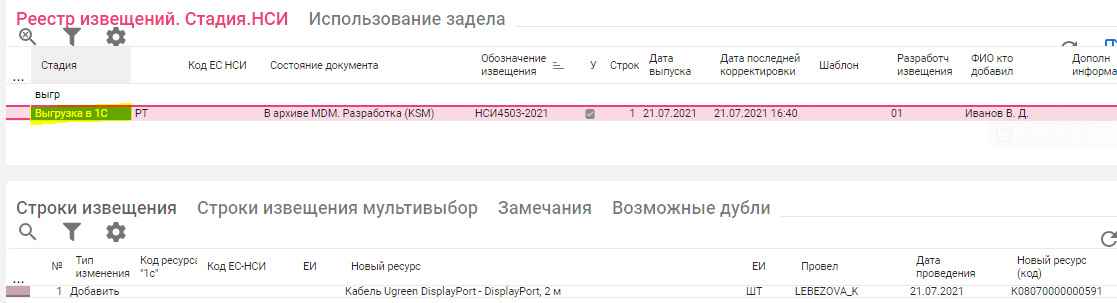 Реестр извещений. Стадия.НСИ Использование задела
Стадия Код ЕС НСИ Состояние документа Обозначение извещения У Строк Дата выпуска Дата последней корректировки Шаблон Разработч извещения ФИО кто добавил Дополн информа
...
выгр
Выгрузка в 1С РТ В архиве MDM. Разработка (KSM) НСИ4503-2021 1 21.07.2021 21.07.2021 16:40 01 Иванов В. Д.
Строки извещения Строки извещения мультивыбор Замечания Возможные дубли
№ Тип изменения Код ресурса "1с" Код ЕС-НСИ ЕИ Новый ресурс ЕИ Провел Дата проведения Новый ресурс (код)
...
1 Добавить Кабель Ugreen DisplayPort - DisplayPort, 2 м ШТ LEBEZOVA_K 21.07.2021 К08070000000591